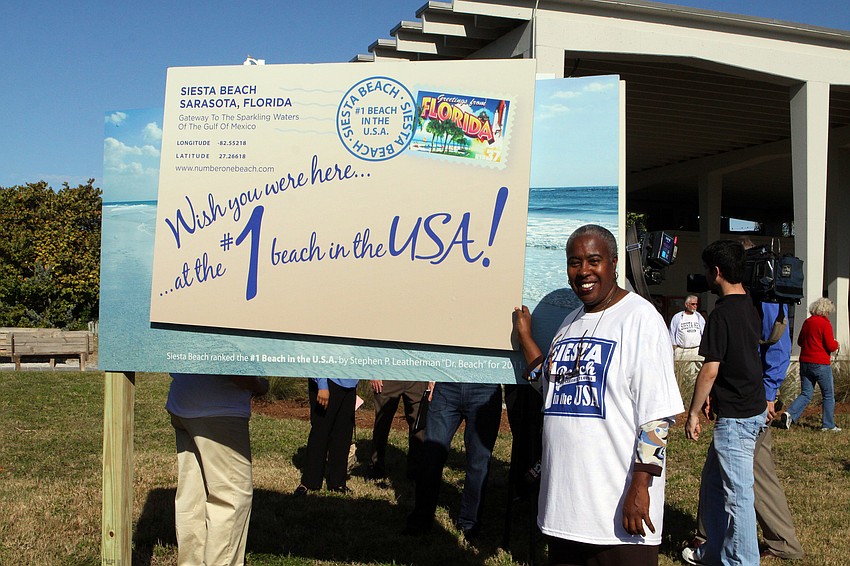 SIESTA BEACH
SARASOTA, FLORIDA
Gateway To The Sparkling Waters
Of The Gulf Of Mexico
LONGITUDE -82.55218
LATITUDE 27.26618
www.numberonebeach.com
SIESTA BEACH · SIESTA BEACH ·
#1 BEACH
IN THE
U.S.A.
Greetings from
FLORIDA
Wish you were here...
...at the #1 beach in the USA!
Siesta Beach ranked the #1 Beach in the U.S.A. by Stephen P. Leatherman "Dr. Beach" for 201
SIESTA
Beach
in the USA